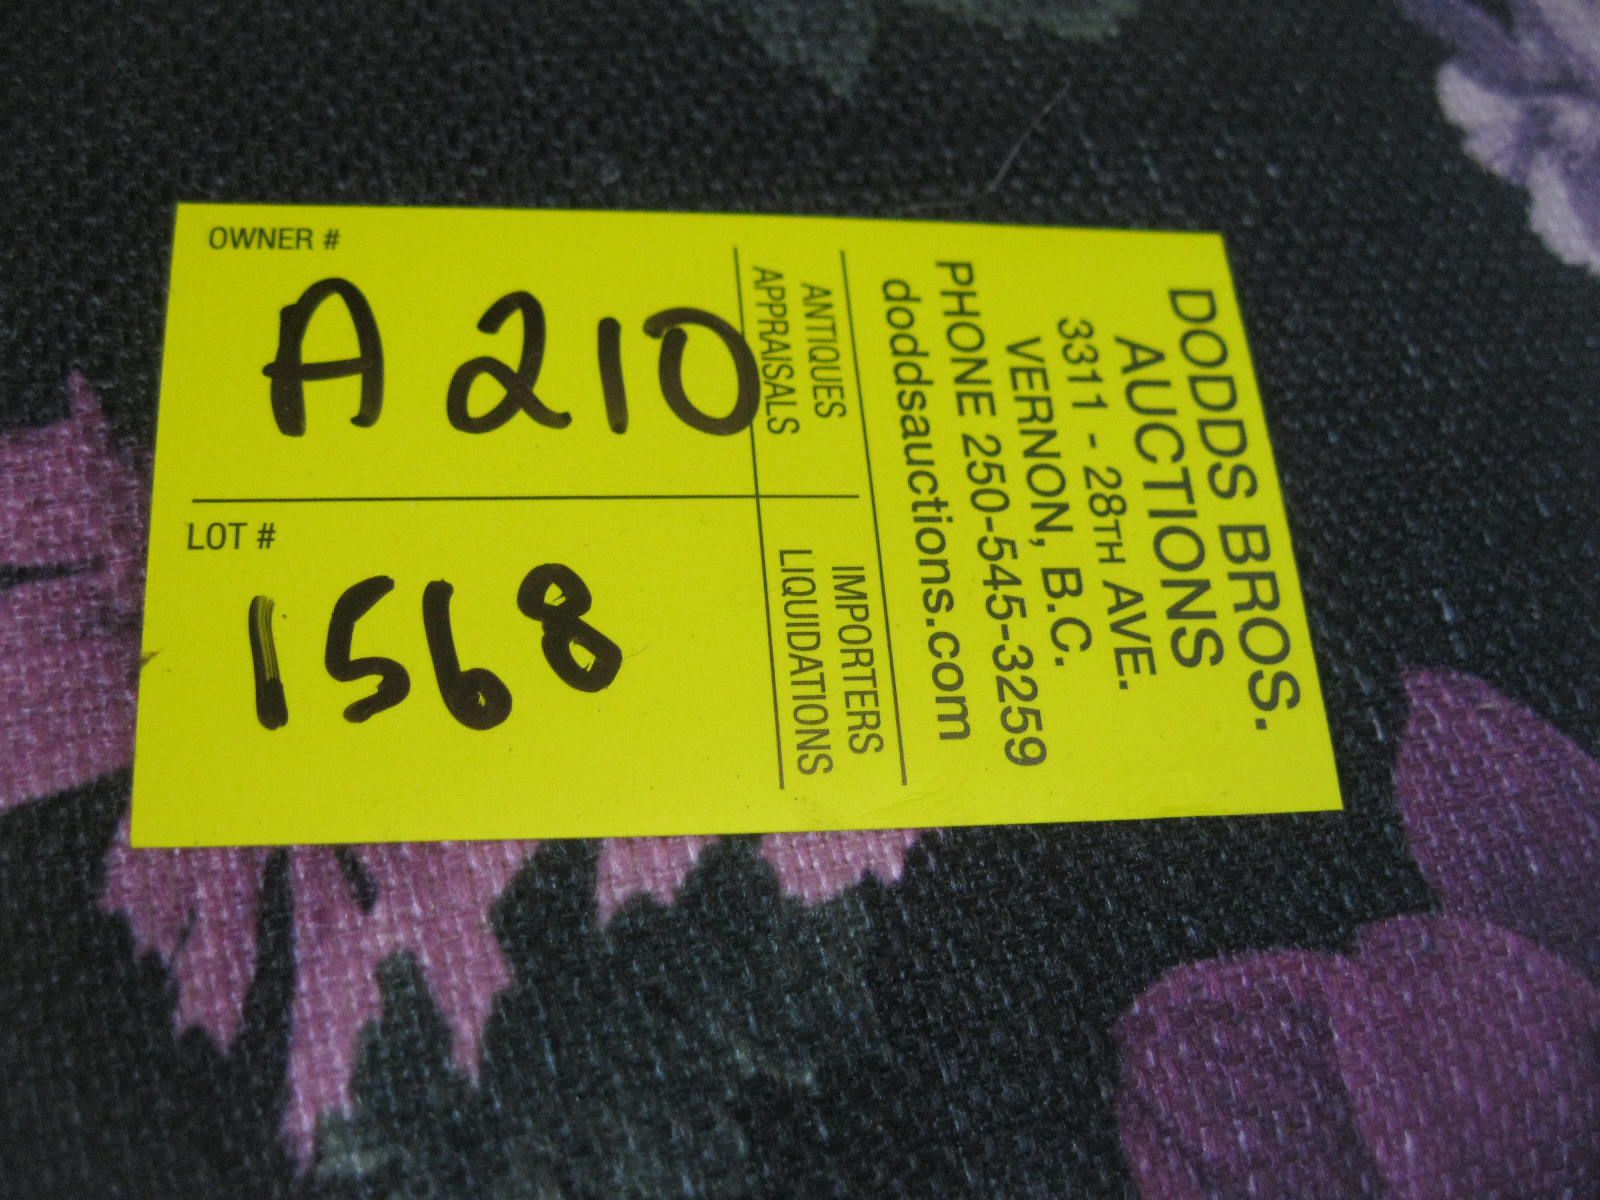 OWNER #
A 210
LOT #
1568
ANTIQUES
APPRAISALS
IMPORTERS
LIQUIDATIONS
DODDS BROS.
AUCTIONS
3311 - 28TH AVE.
VERNON, B.C.
PHONE 250-545-3259
doddsauctions.com